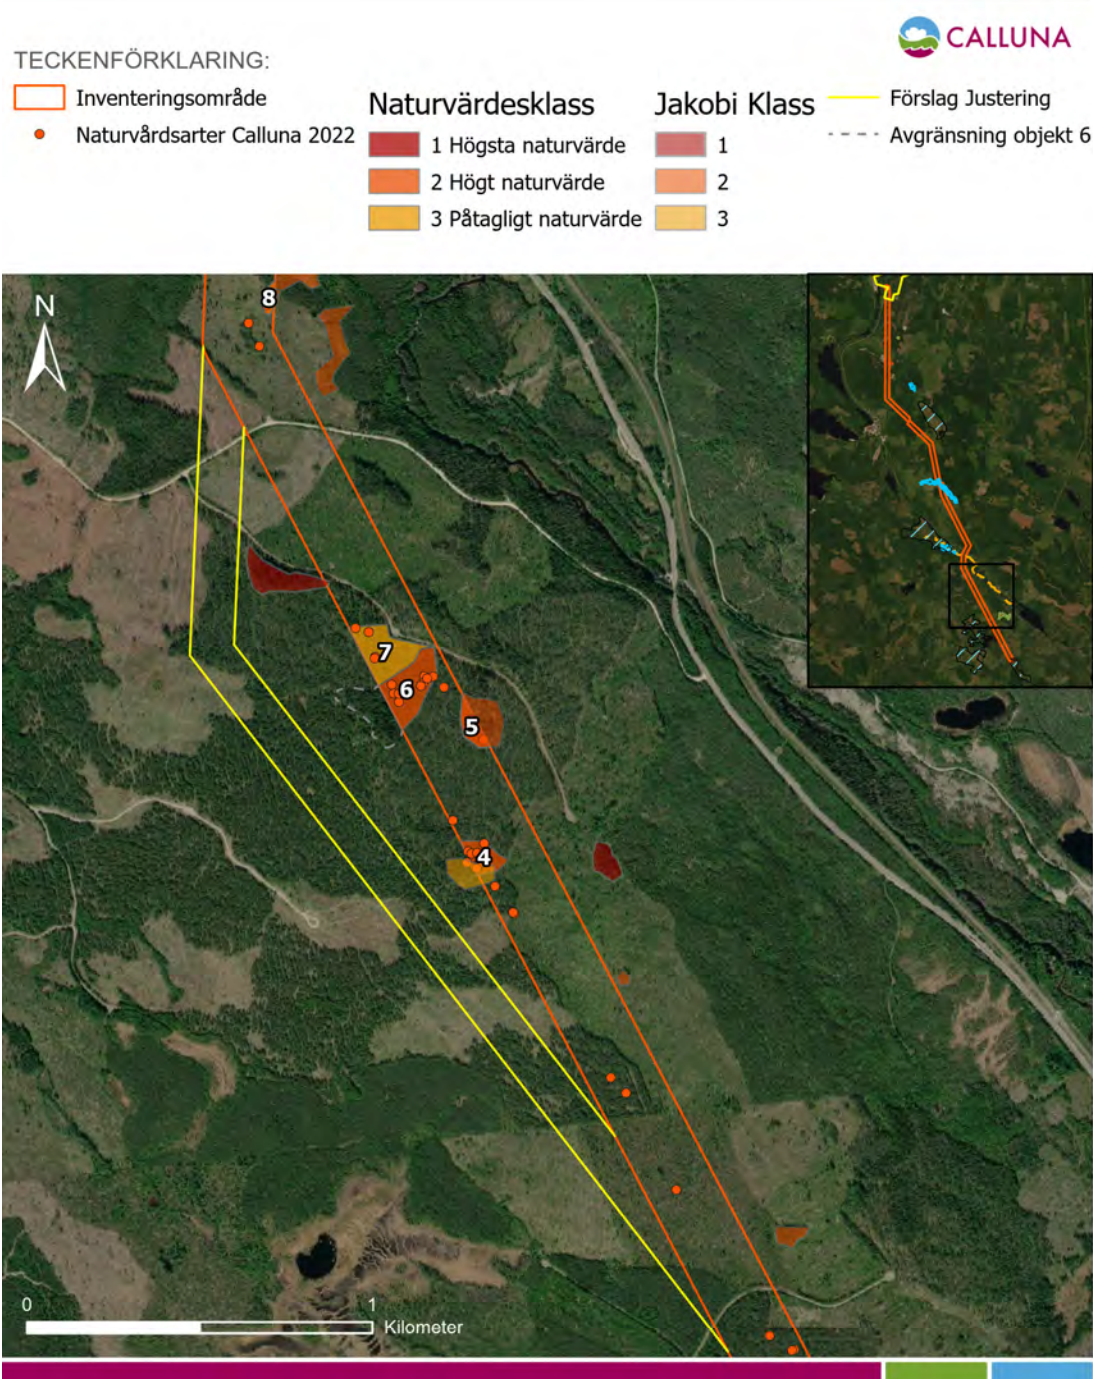 CALLUNA
TECKENFÖRKLARING:
Inventeringsområde
Naturvårdsarter Calluna 2022
Naturvärdesklass
1 Högsta naturvärde
2 Högt naturvärde
3 Påtagligt naturvärde
Jakobi Klass
1
2
3
Förslag Justering
Avgränsning objekt 6
N
8
7
6
5
4
0 1
Kilometer